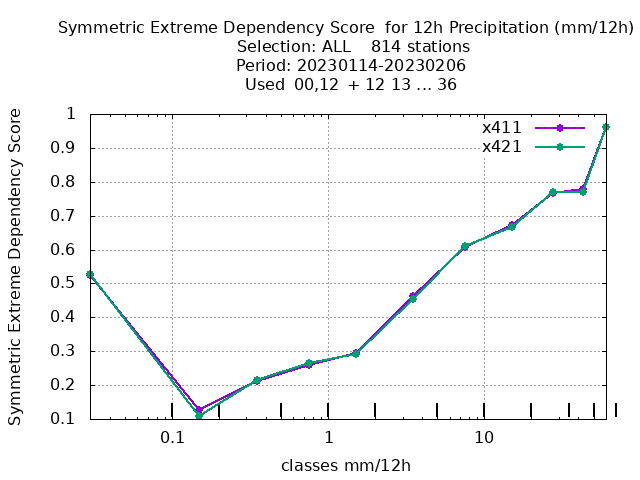 Symmetric Extreme Dependency Score  for 12h Precipitation (mm/12h)
Selection: ALL    814 stations
Period: 20230114-20230206
Used  00,12  + 12 13 ... 36
x411
x421
Symmetric Extreme Dependency Score
1
0.9
0.8
0.7
0.6
0.5
0.4
0.3
0.2
0.1
0.1
1
10
classes mm/12h